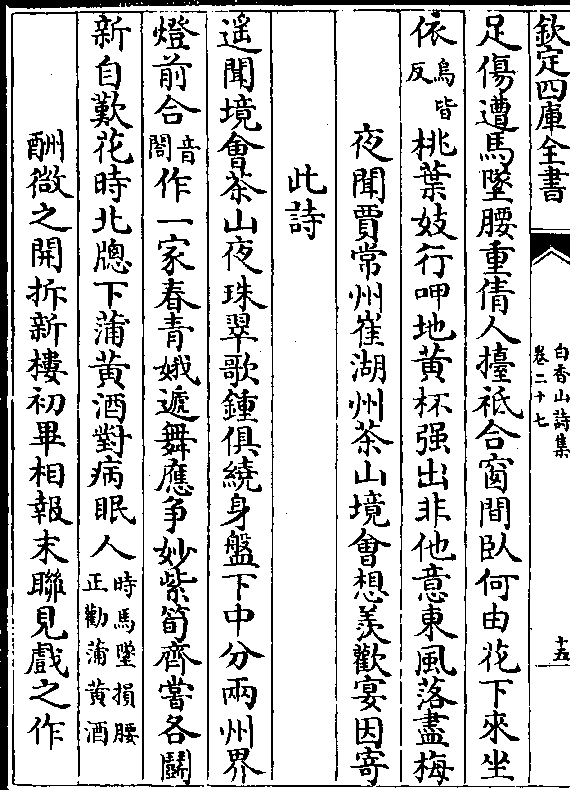 欽定四庫全書
白香山詩集
卷二十七
十五
足傷遭馬墜腰重倩人擡秪合窗間卧何由花下來坐
依烏皆反桃葉妓行呷地黄杯强出非他意東風落盡梅
夜聞賈常州崔湖州茶山境會想羡歡宴因寄
此詩
遥聞境會茶山夜珠翠歌鍾俱繞身盤下中分兩州界
燈前合音閤作一家春青娥遞舞應争妙紫筍齊嘗各鬭
新自歎花時北牕下蒲黄酒對病眠人時馬墜損腰正勸蒲黄酒
酬微之開拆新樓初畢相報末聯見戲之作